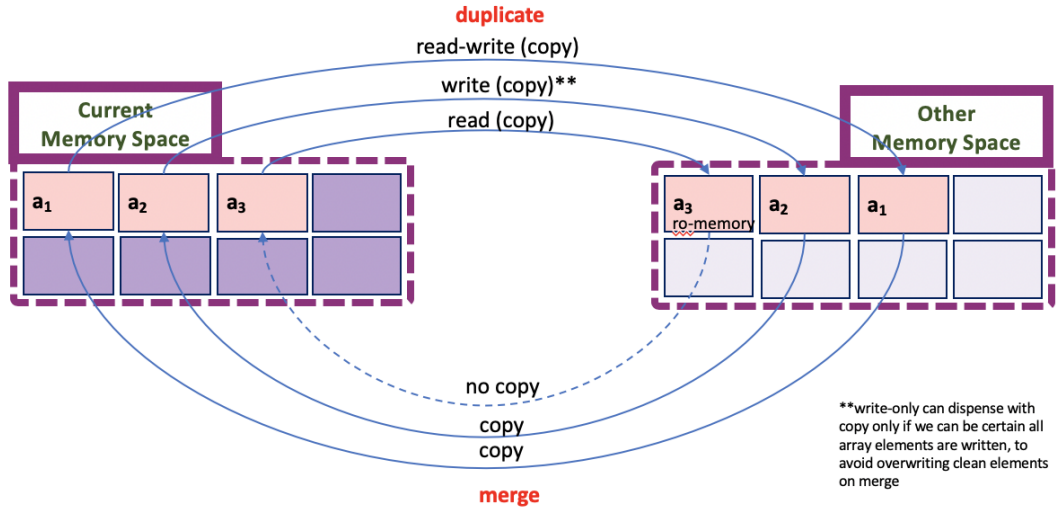 duplicate
read-write (copy)
write (copy)**
read (copy)
Current
Memory Space
Other
Memory Space
a₁
a₂
a₃
a₃
ro-memory
a₂
a₁
no copy
copy
copy
merge
**write-only can dispense with
copy only if we can be certain all
array elements are written, to
avoid overwriting clean elements
on merge